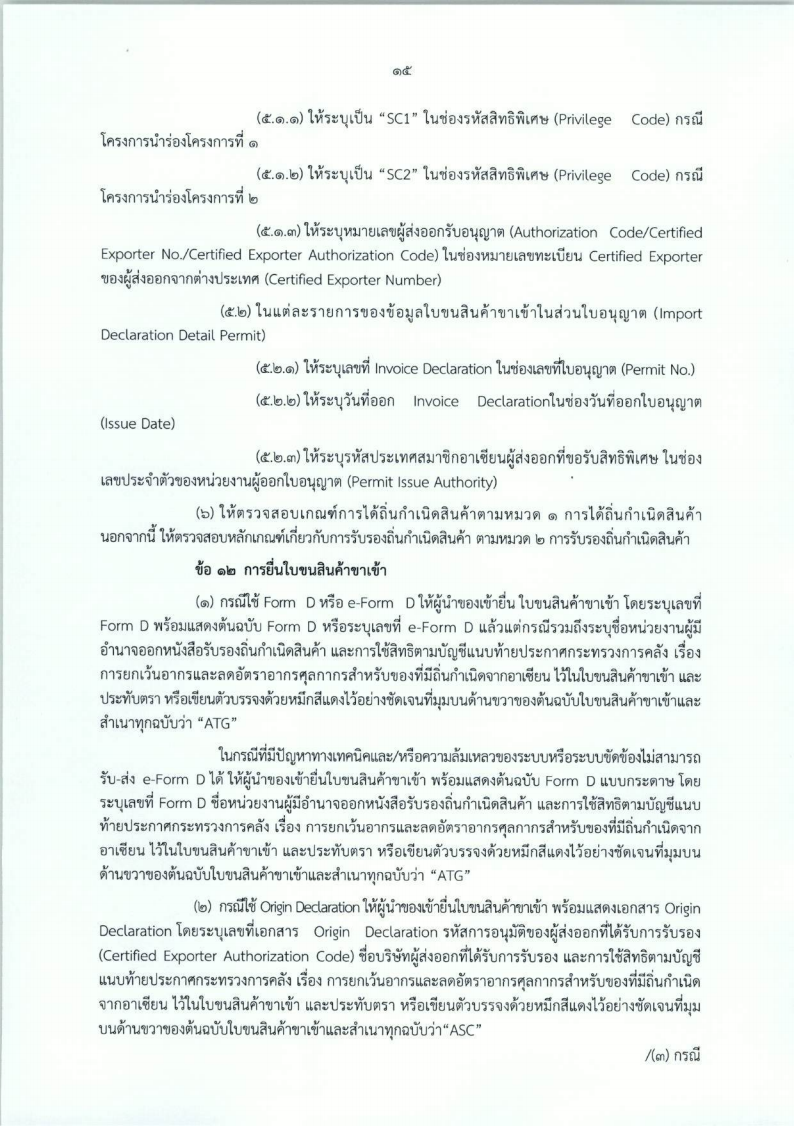 ๑๕
(๕.๑.๑) ให้ระบุเป็น “SC1” ในช่องรหัสสิทธิพิเศษ (Privilege Code) กรณี
โครงการนำร่องโครงการที่ ๑
(๕.๑.๒) ให้ระบุเป็น “SC2” ในช่องรหัสสิทธิพิเศษ (Privilege Code) กรณี
โครงการนำร่องโครงการที่ ๒
(๕.๑.๓) ให้ระบุหมายเลขผู้ส่งออกรับอนุญาต (Authorization Code/Certified
Exporter No./Certified Exporter Authorization Code) ในช่องหมายเลขทะเบียน Certified Exporter
ของผู้ส่งออกจากต่างประเทศ (Certified Exporter Number)
(๕.๒) ในแต่ละรายการของข้อมูลใบขนสินค้าขาเข้าในส่วนใบอนุญาต (Import
Declaration Detail Permit)
(๕.๒.๑) ให้ระบุเลขที่ Invoice Declaration ในช่องเลขที่ใบอนุญาต (Permit No.)
(๕.๒.๒) ให้ระบุวันที่ออก Invoice Declarationในช่องวันที่ออกใบอนุญาต
(Issue Date)
(๕.๒.๓) ให้ระบุรหัสประเทศสมาชิกอาเซียนผู้ส่งออกที่ขอรับสิทธิพิเศษ ในช่อง
เลขประจำตัวของหน่วยงานผู้ออกใบอนุญาต (Permit Issue Authority)
(๖) ให้ตรวจสอบเกณฑ์การได้ถิ่นกำเนิดสินค้าตามหมวด ๑ การได้ถิ่นกำเนิดสินค้า
นอกจากนี้ ให้ตรวจสอบหลักเกณฑ์เกี่ยวกับการรับรองถิ่นกำเนิดสินค้า ตามหมวด ๒ การรับรองถิ่นกำเนิดสินค้า
ข้อ ๑๒ การยื่นใบขนสินค้าขาเข้า
(๑) กรณีใช้ Form D หรือ e-Form D ให้ผู้นำของเข้ายื่น ใบขนสินค้าขาเข้า โดยระบุเลขที่
Form D พร้อมแสดงต้นฉบับ Form D หรือระบุเลขที่ e-Form D แล้วแต่กรณีรวมถึงระบุชื่อหน่วยงานผู้มี
อำนาจออกหนังสือรับรองถิ่นกำเนิดสินค้า และการใช้สิทธิตามบัญชีแนบท้ายประกาศกระทรวงการคลัง เรื่อง
การยกเว้นอากรและลดอัตราอากรศุลกากรสำหรับของที่มีถิ่นกำเนิดจากอาเซียน ไว้ในใบขนสินค้าขาเข้า และ
ประทับตรา หรือเขียนตัวบรรจงด้วยหมึกสีแดงไว้อย่างชัดเจนที่มุมบนด้านขวาของต้นฉบับใบขนสินค้าขาเข้าและ
สำเนาทุกฉบับว่า “ATG”
ในกรณีที่มีปัญหาทางเทคนิคและ/หรือความล้มเหลวของระบบหรือระบบขัดข้องไม่สามารถ
รับ-ส่ง e-Form D ได้ ให้ผู้นำของเข้ายื่นใบขนสินค้าขาเข้า พร้อมแสดงต้นฉบับ Form D แบบกระดาษ โดย
ระบุเลขที่ Form D ชื่อหน่วยงานผู้มีอำนาจออกหนังสือรับรองถิ่นกำเนิดสินค้า และการใช้สิทธิตามบัญชีแนบ
ท้ายประกาศกระทรวงการคลัง เรื่อง การยกเว้นอากรและลดอัตราอากรศุลกากรสำหรับของที่มีถิ่นกำเนิดจาก
อาเซียน ไว้ในใบขนสินค้าขาเข้า และประทับตรา หรือเขียนตัวบรรจงด้วยหมึกสีแดงไว้อย่างชัดเจนที่มุมบน
ด้านขวาของต้นฉบับใบขนสินค้าขาเข้าและสำเนาทุกฉบับว่า “ATG”
(๒) กรณีใช้ Origin Declaration ให้ผู้นำของเข้ายื่นใบขนสินค้าขาเข้า พร้อมแสดงเอกสาร Origin
Declaration โดยระบุเลขที่เอกสาร Origin Declaration รหัสการอนุมัติของผู้ส่งออกที่ได้รับการรับรอง
(Certified Exporter Authorization Code) ชื่อบริษัทผู้ส่งออกที่ได้รับการรับรอง และการใช้สิทธิตามบัญชี
แนบท้ายประกาศกระทรวงการคลัง เรื่อง การยกเว้นอากรและลดอัตราอากรศุลกากรสำหรับของที่มีถิ่นกำเนิด
จากอาเซียน ไว้ในใบขนสินค้าขาเข้า และประทับตรา หรือเขียนตัวบรรจงด้วยหมึกสีแดงไว้อย่างชัดเจนที่มุม
บนด้านขวาของต้นฉบับใบขนสินค้าขาเข้าและสำเนาทุกฉบับว่า“ASC”
/(๓) กรณี